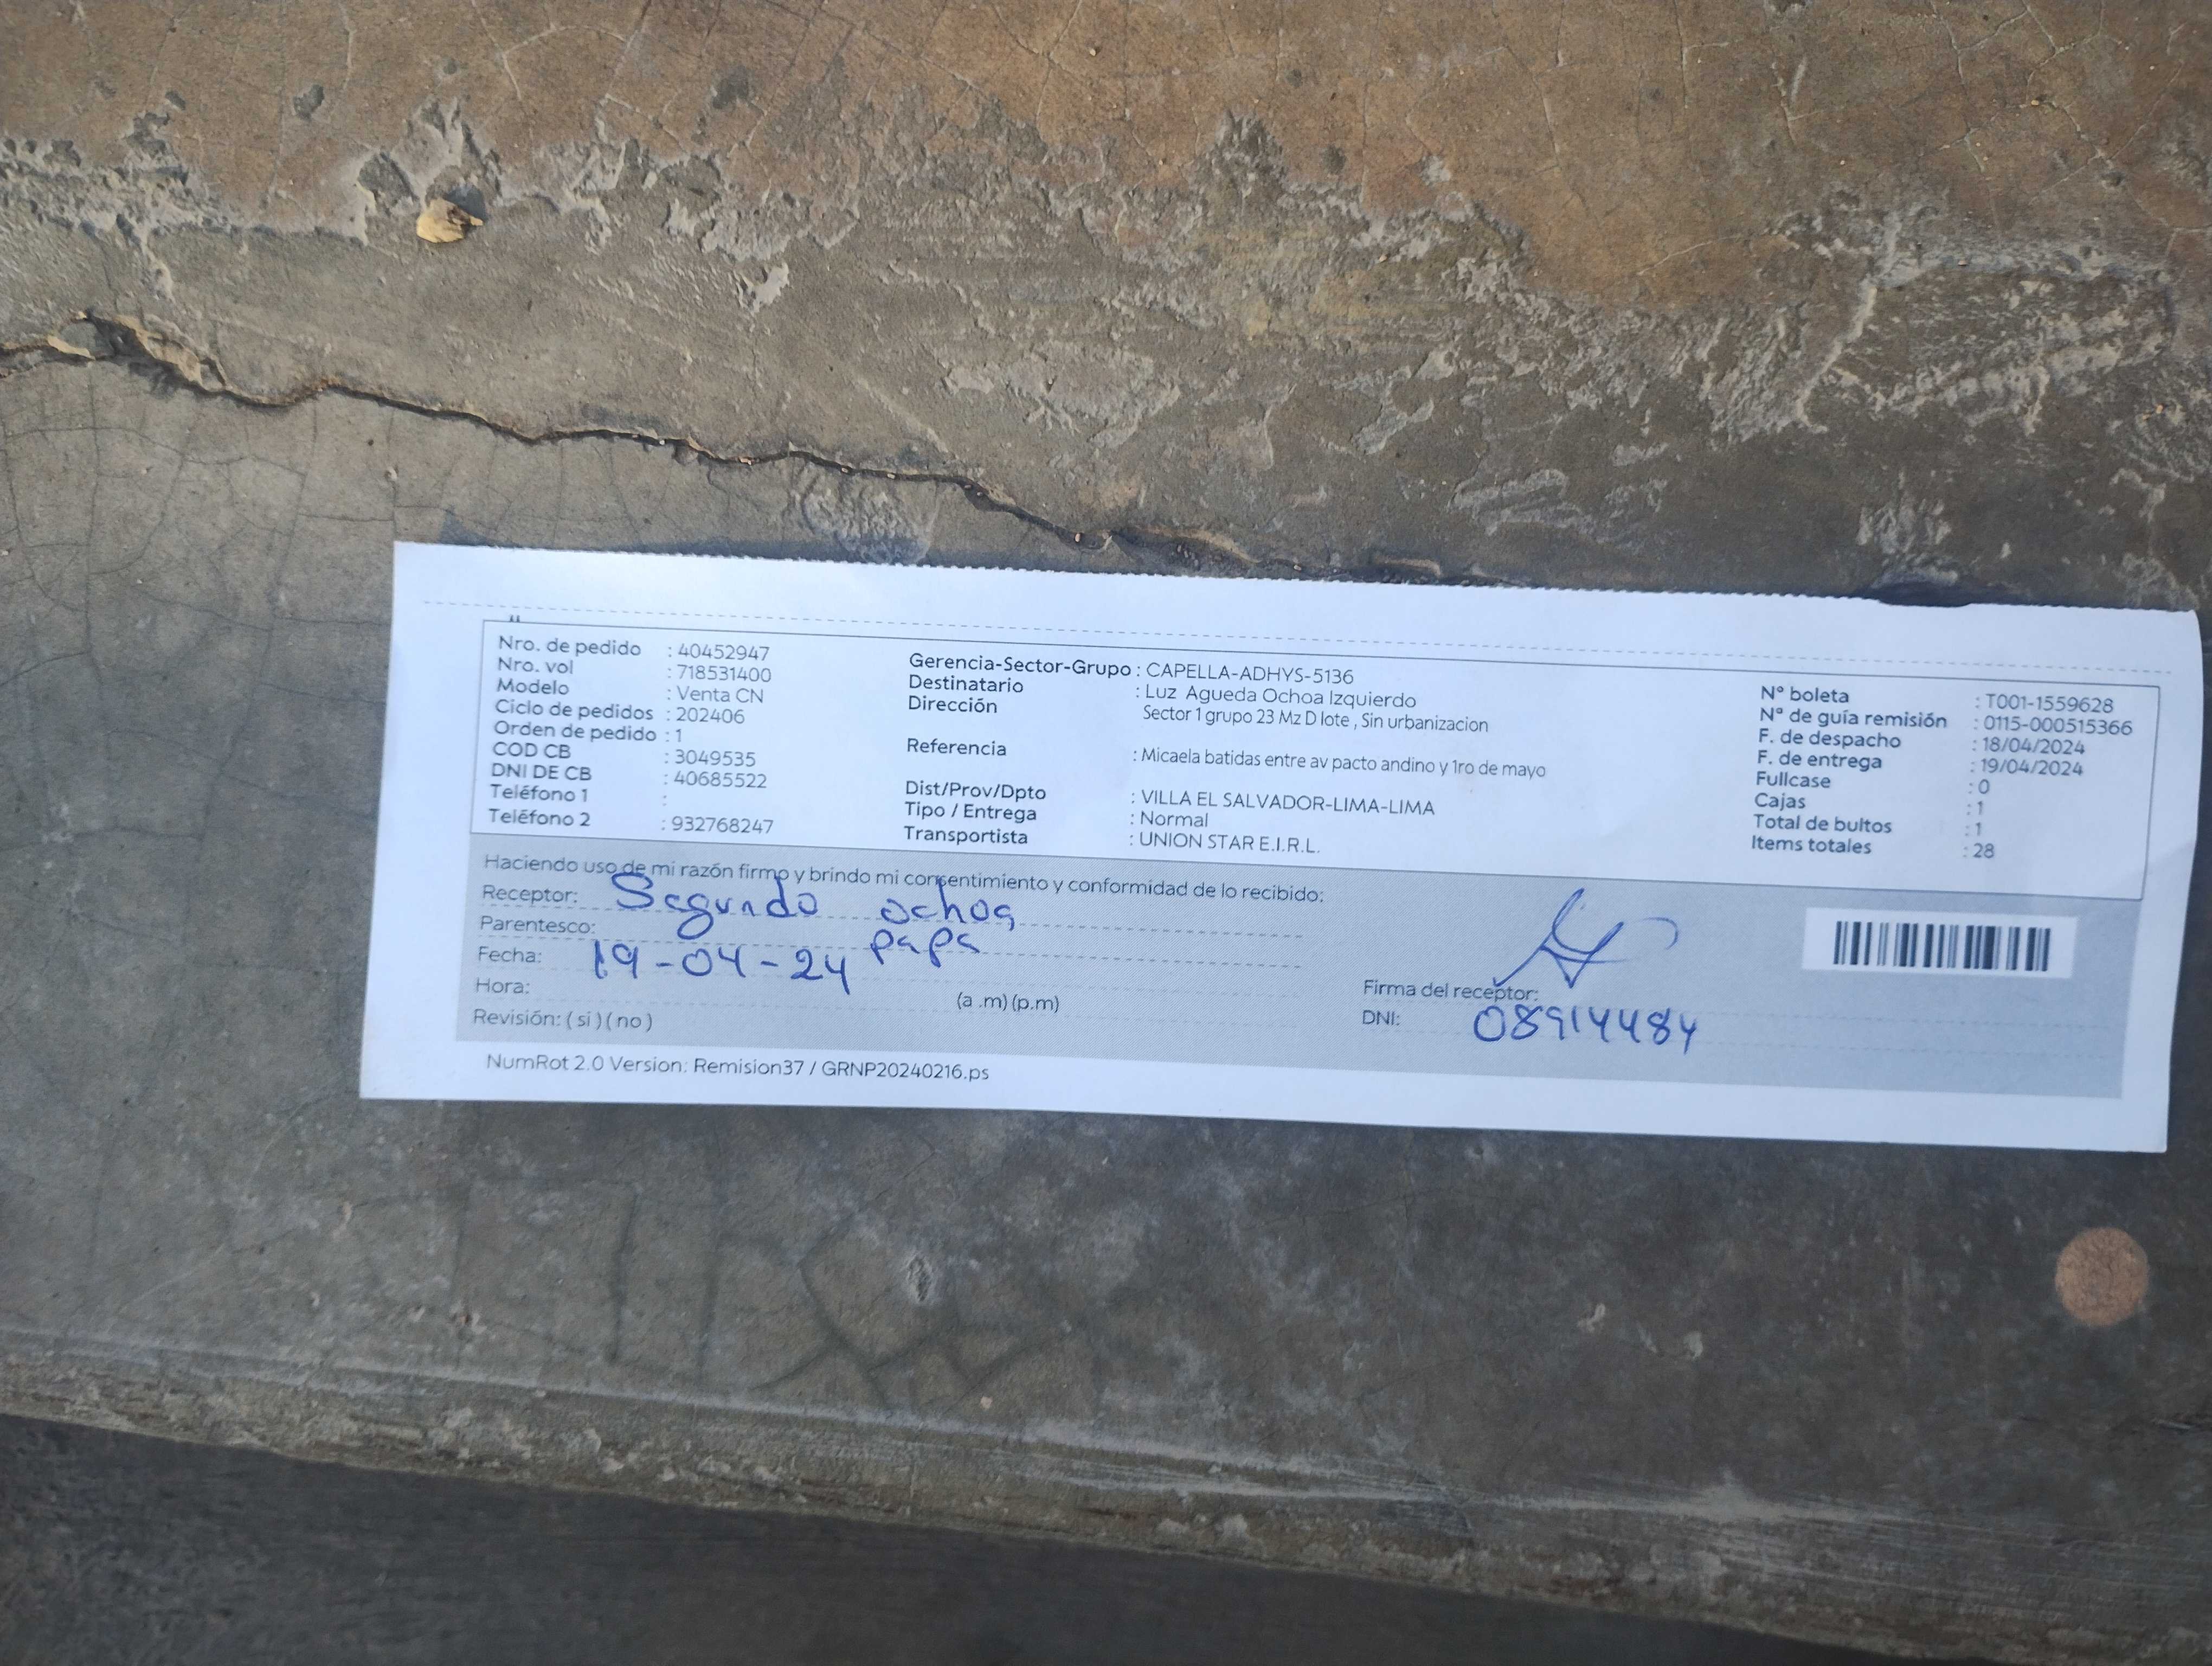 Nro. de pedido : 40452947
Nro. vol : 718531400
Modelo : Venta CN
Ciclo de pedidos : 202406
Orden de pedido : 1
COD CB : 3049535
DNI DE CB : 40685522
Teléfono 1 :
Teléfono 2 : 932768247
Gerencia-Sector-Grupo : CAPELLA-ADHYS-5136
Destinatario : Luz Agueda Ochoa Izquierdo
Dirección Sector 1 grupo 23 Mz D lote , Sin urbanizacion
Referencia : Micaela batidas entre av pacto andino y 1ro de mayo
Dist/Prov/Dpto : VILLA EL SALVADOR-LIMA-LIMA
Tipo / Entrega : Normal
Transportista : UNION STAR E.I.R.L.
N° boleta : T001-1559628
N° de guía remisión : 0115-000515366
F. de despacho : 18/04/2024
F. de entrega : 19/04/2024
Fullcase : 0
Cajas : 1
Total de bultos : 1
Items totales : 28
Haciendo uso de mi razón firmo y brindo mi consentimiento y conformidad de lo recibido:
Receptor: Segundo ochoa
Parentesco: papa
Fecha: 19-04-24
Hora: (a .m) (p.m)
Revisión: ( si ) ( no )
Firma del receptor:
DNI: 08914484
NumRot 2.0 Version: Remision37 / GRNP20240216.ps